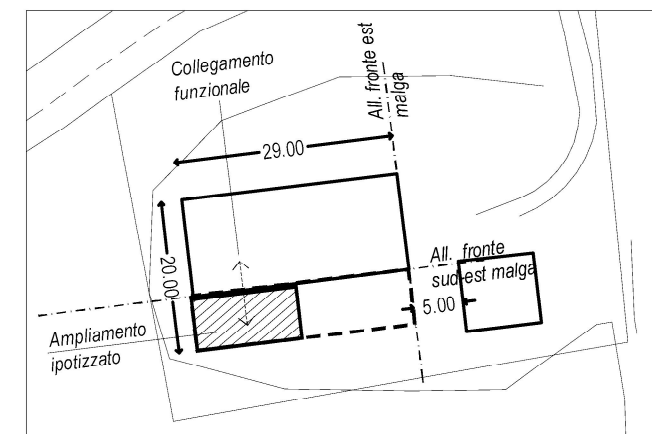 All. fronte est
malga
Collegamento
funzionale
29.00
20.00
All. fronte
sud-est malga
5.00
Ampliamento
ipotizzato